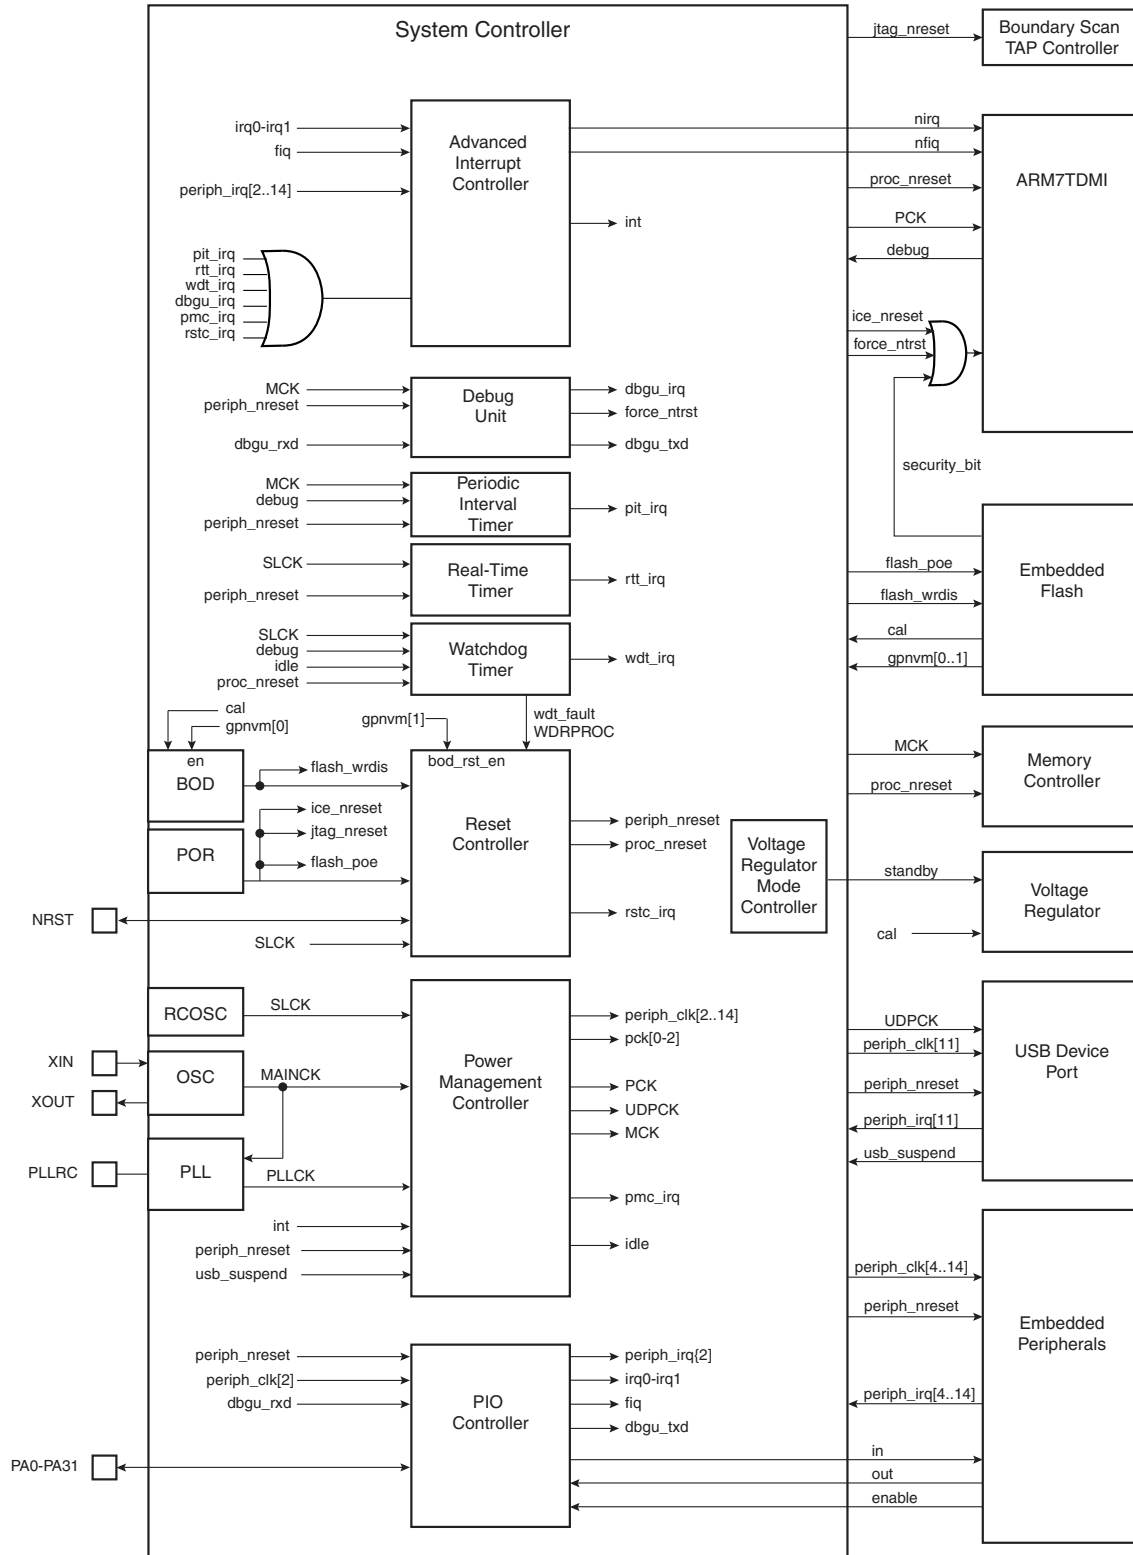 System Controller
jtag_nreset
Boundary Scan
TAP Controller
irq0-irq1
fiq
periph_irq[2..14]
Advanced
Interrupt
Controller
int
nirq
nfiq
proc_nreset
PCK
debug
ARM7TDMI
pit_irq
rtt_irq
wdt_irq
dbgu_irq
pmc_irq
rstc_irq
ice_nreset
force_ntrst
security_bit
MCK
periph_nreset
dbgu_rxd
Debug
Unit
dbgu_irq
force_ntrst
dbgu_txd
MCK
debug
periph_nreset
Periodic
Interval
Timer
pit_irq
SLCK
periph_nreset
Real-Time
Timer
rtt_irq
flash_poe
flash_wrdis
cal
gpnvm[0..1]
Embedded
Flash
SLCK
debug
idle
proc_nreset
Watchdog
Timer
wdt_irq
cal
gpnvm[0]
gpnvm[1]
wdt_fault
WDRPROC
en
BOD
flash_wrdis
bod_rst_en
Reset
Controller
POR
ice_nreset
jtag_nreset
flash_poe
periph_nreset
proc_nreset
rstc_irq
NRST
SLCK
MCK
proc_nreset
Memory
Controller
Voltage
Regulator
Mode
Controller
standby
cal
Voltage
Regulator
RCOSC
SLCK
XIN
OSC
MAINCK
XOUT
PLLRC
PLL
PLLCK
int
periph_nreset
usb_suspend
Power
Management
Controller
periph_clk[2..14]
pck[0-2]
PCK
UDPCK
MCK
pmc_irq
idle
UDPCK
periph_clk[11]
periph_nreset
periph_irq[11]
usb_suspend
USB Device
Port
periph_nreset
periph_clk[2]
dbgu_rxd
PIO
Controller
periph_irq{2]
irq0-irq1
fiq
dbgu_txd
PA0-PA31
periph_clk[4..14]
periph_nreset
periph_irq[4..14]
in
out
enable
Embedded
Peripherals